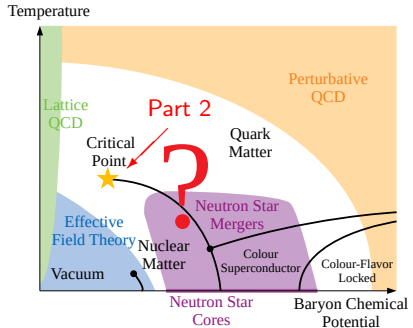 Temperature
Perturbative
QCD
Lattice
QCD
Part 2
Critical
Point
Quark
Matter
?
Neutron Star
Mergers
Effective
Field Theory
Nuclear
Matter
Colour
Superconductor
Colour-Flavor
Locked
Vacuum
Neutron Star
Cores
Baryon Chemical
Potential